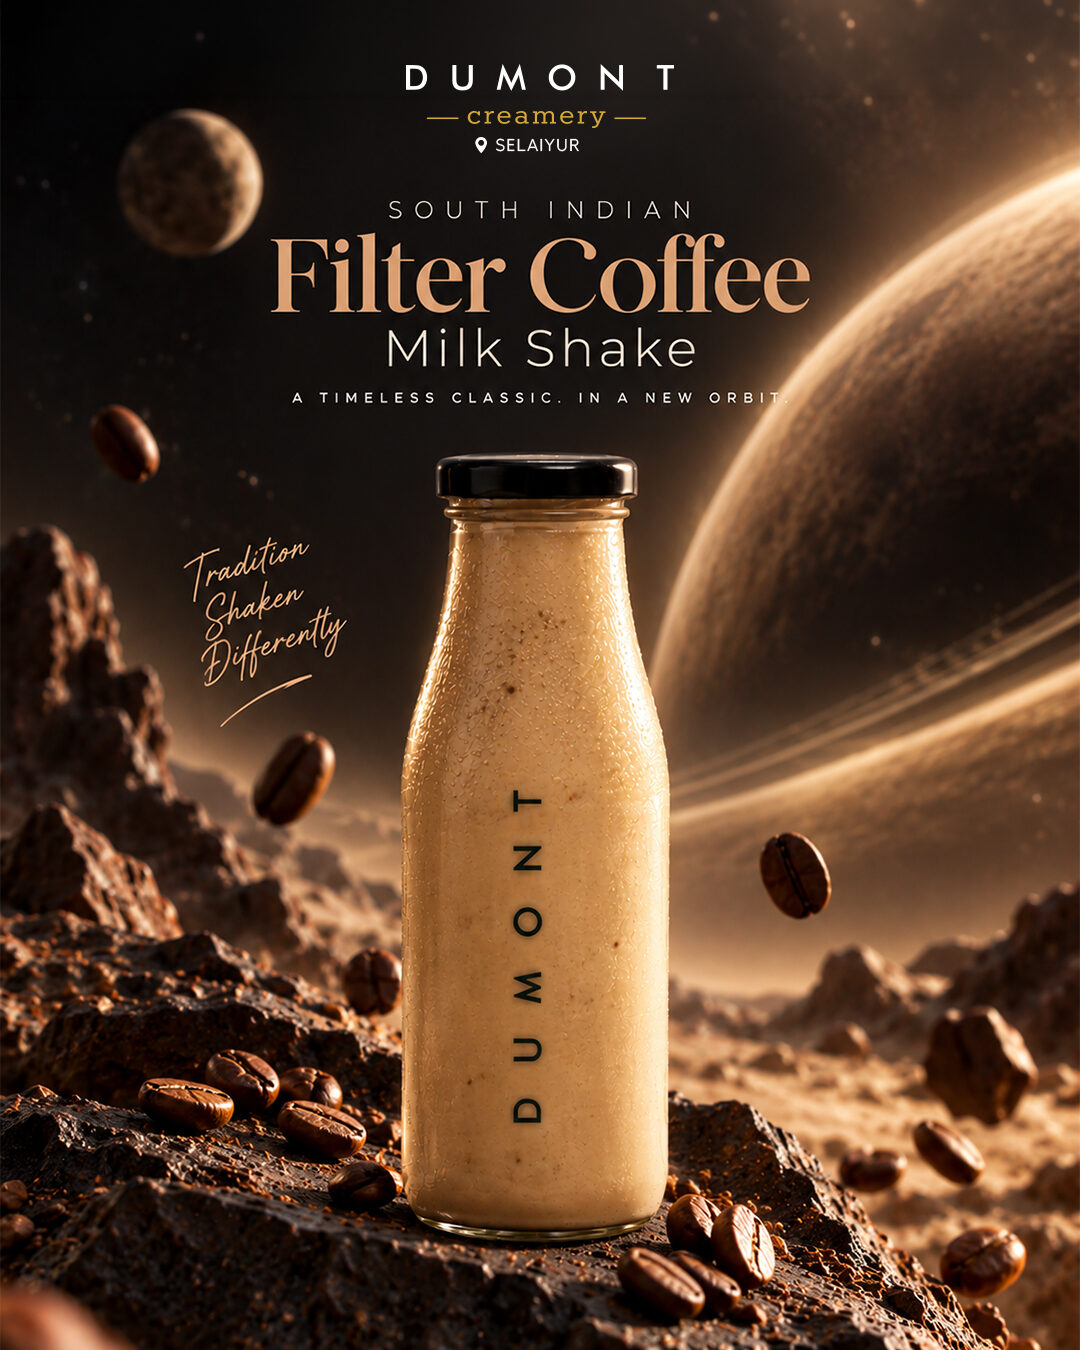 DUMONT
creamery
SELAIYUR
SOUTH INDIAN
Filter Coffee
Milk Shake
A TIMELESS CLASSIC. IN A NEW ORBIT.
Tradition
Shaken
Differently
DUMONT